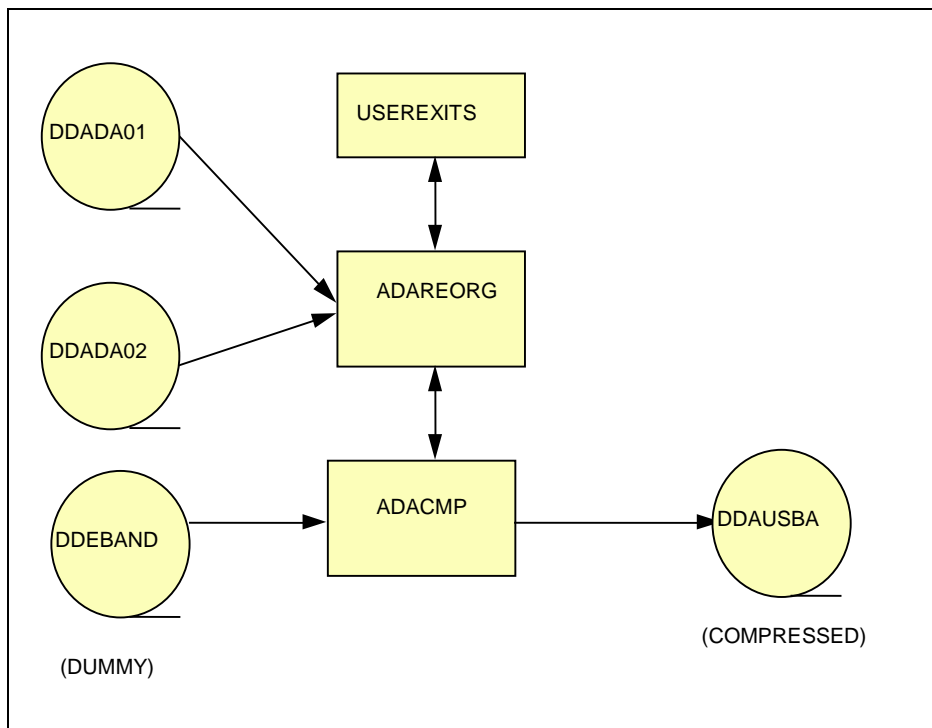 DDADA01
USEREXITS
ADAREORG
DDADA02
DDEBAND
ADACMP
DDAUSBA
(DUMMY)
(COMPRESSED)